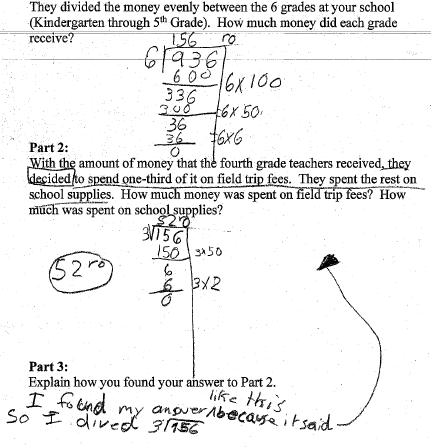 They divided the money evenly between the 6 grades at your school
(Kindergarten through 5th Grade). How much money did each grade
receive?
156 r0
6 936
600 6x100
336
300 6x50
36
36 6x6
0
Part 2:
With the amount of money that the fourth grade teachers received, they
decided to spend one-third of it on field trip fees. They spent the rest on
school supplies. How much money was spent on field trip fees? How
much was spent on school supplies?
52 r0
3 156
150 3x50
6
6 3x2
0
52 r0
Part 3:
Explain how you found your answer to Part 2.
I found my answer like this because it said
So I dived 3 156